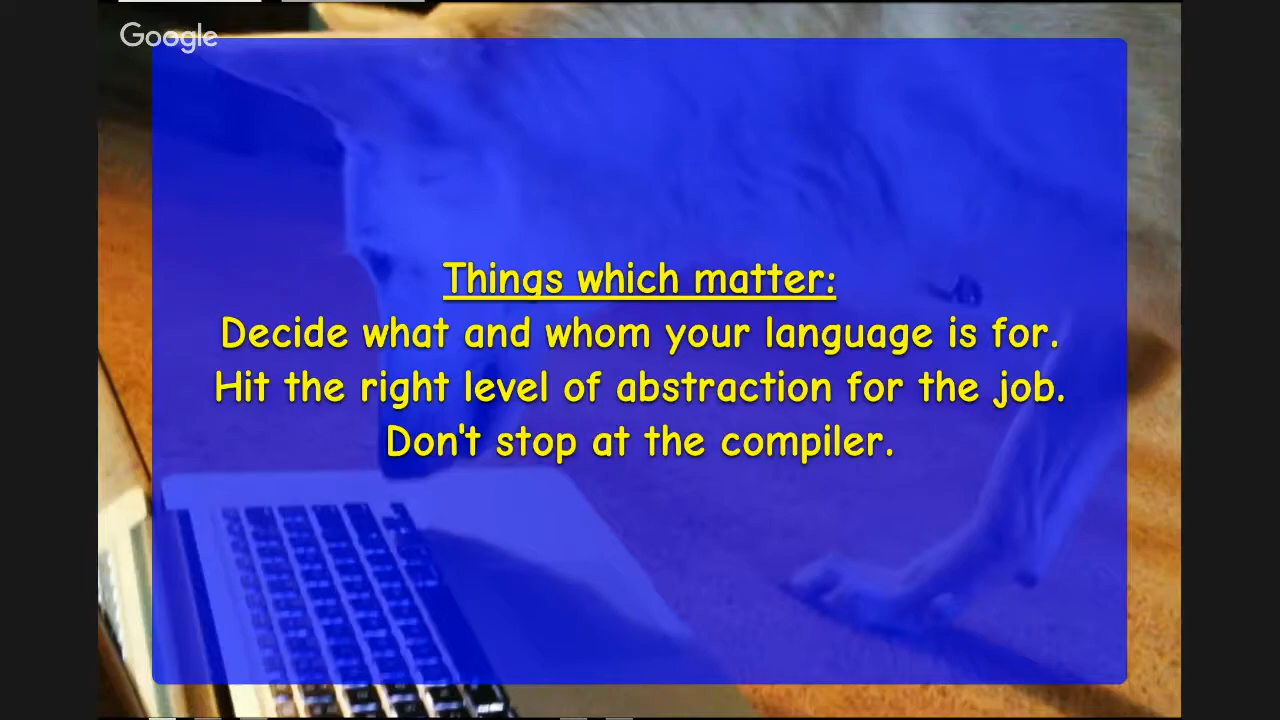 Google
Things which matter:
Decide what and whom your language is for.
Hit the right level of abstraction for the job.
Don't stop at the compiler.